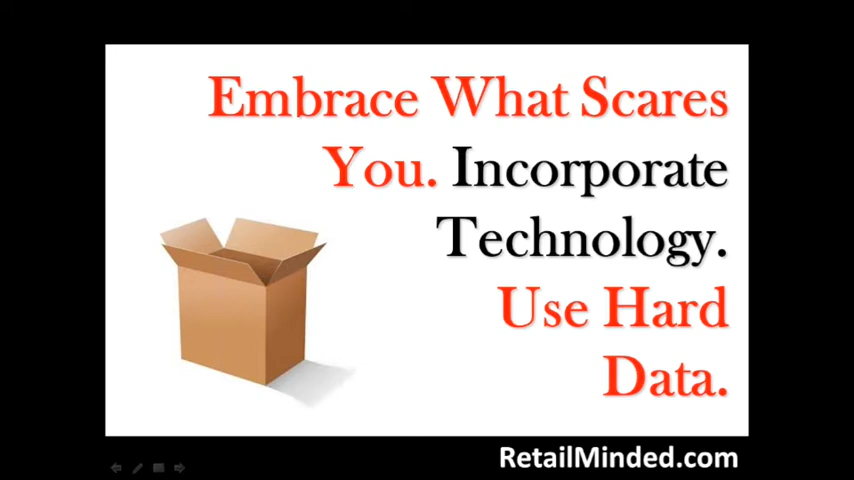 Embrace What Scares
You. Incorporate
Technology.
Use Hard
Data.
RetailMinded.com